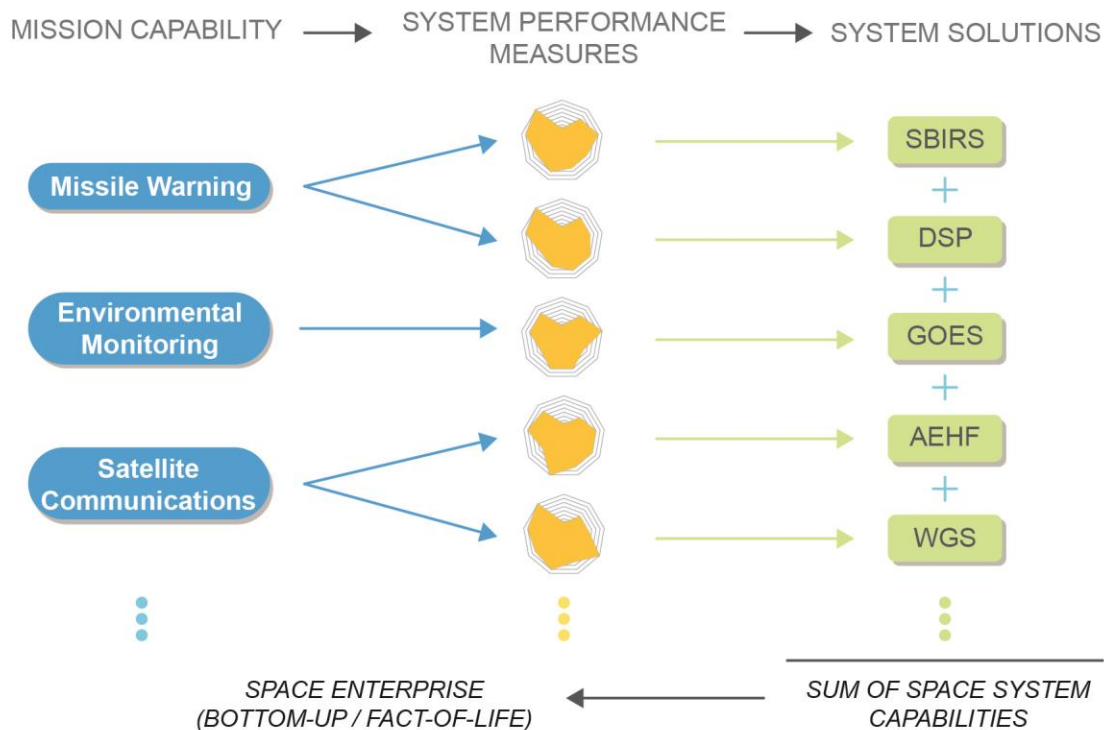 MISSION CAPABILITY
SYSTEM PERFORMANCE
MEASURES
SYSTEM SOLUTIONS
Missile Warning
SBIRS
+
DSP
+
Environmental
Monitoring
GOES
+
Satellite
Communications
AEHF
+
WGS
SPACE ENTERPRISE
(BOTTOM-UP / FACT-OF-LIFE)
SUM OF SPACE SYSTEM
CAPABILITIES